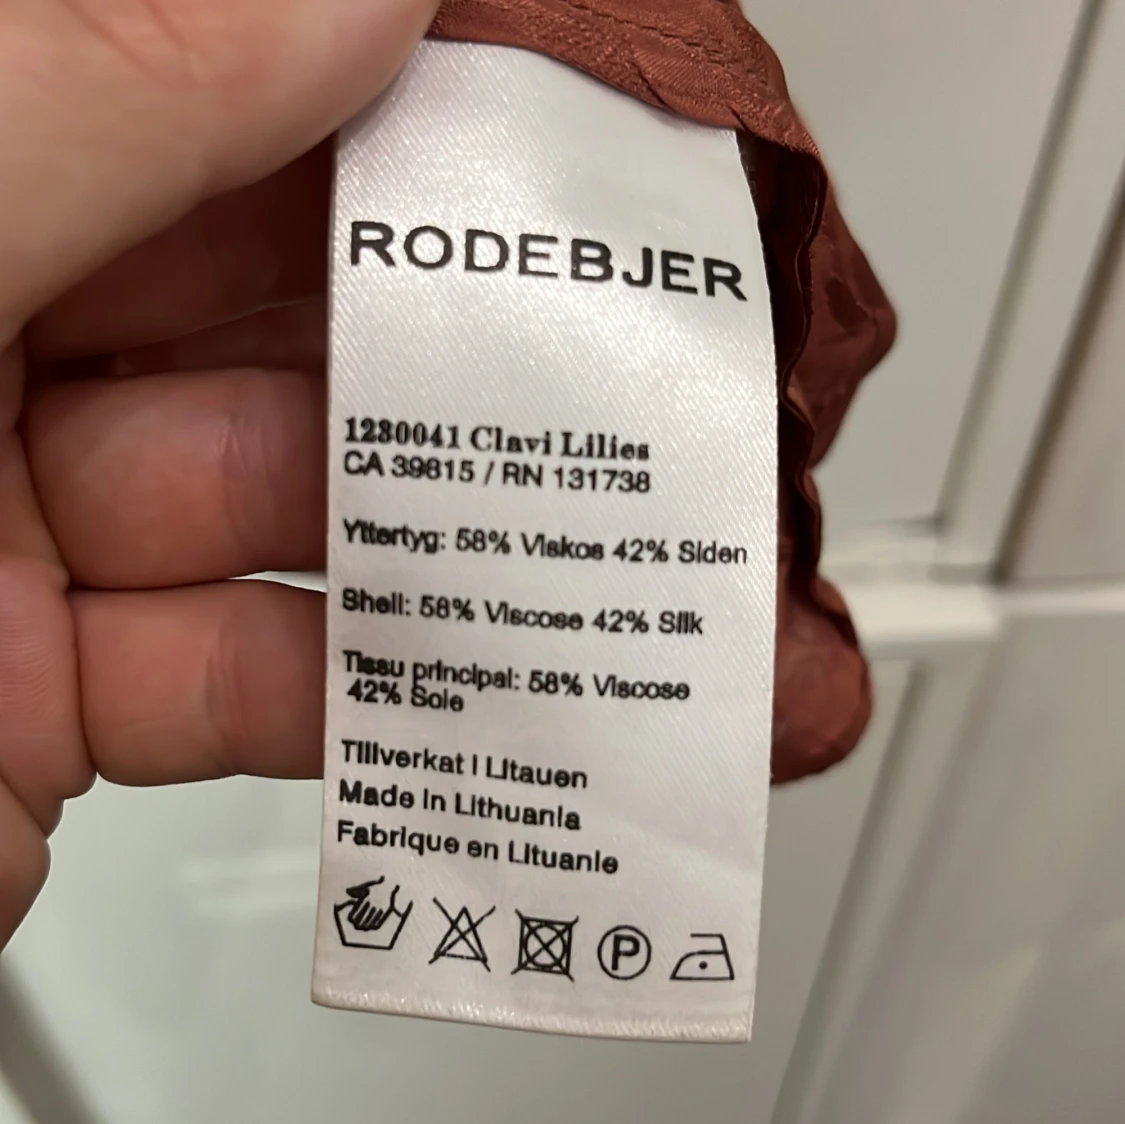 RODEBJER
1280041 Clavi Lilies
CA 39815 / RN 131738
Yttertyg: 58% Viskos 42% Siden
Shell: 58% Viscose 42% Silk
Tissu principal: 58% Viscose
42% Soie
Tillverkat i Litauen
Made in Lithuania
Fabrique en Lituanie
P